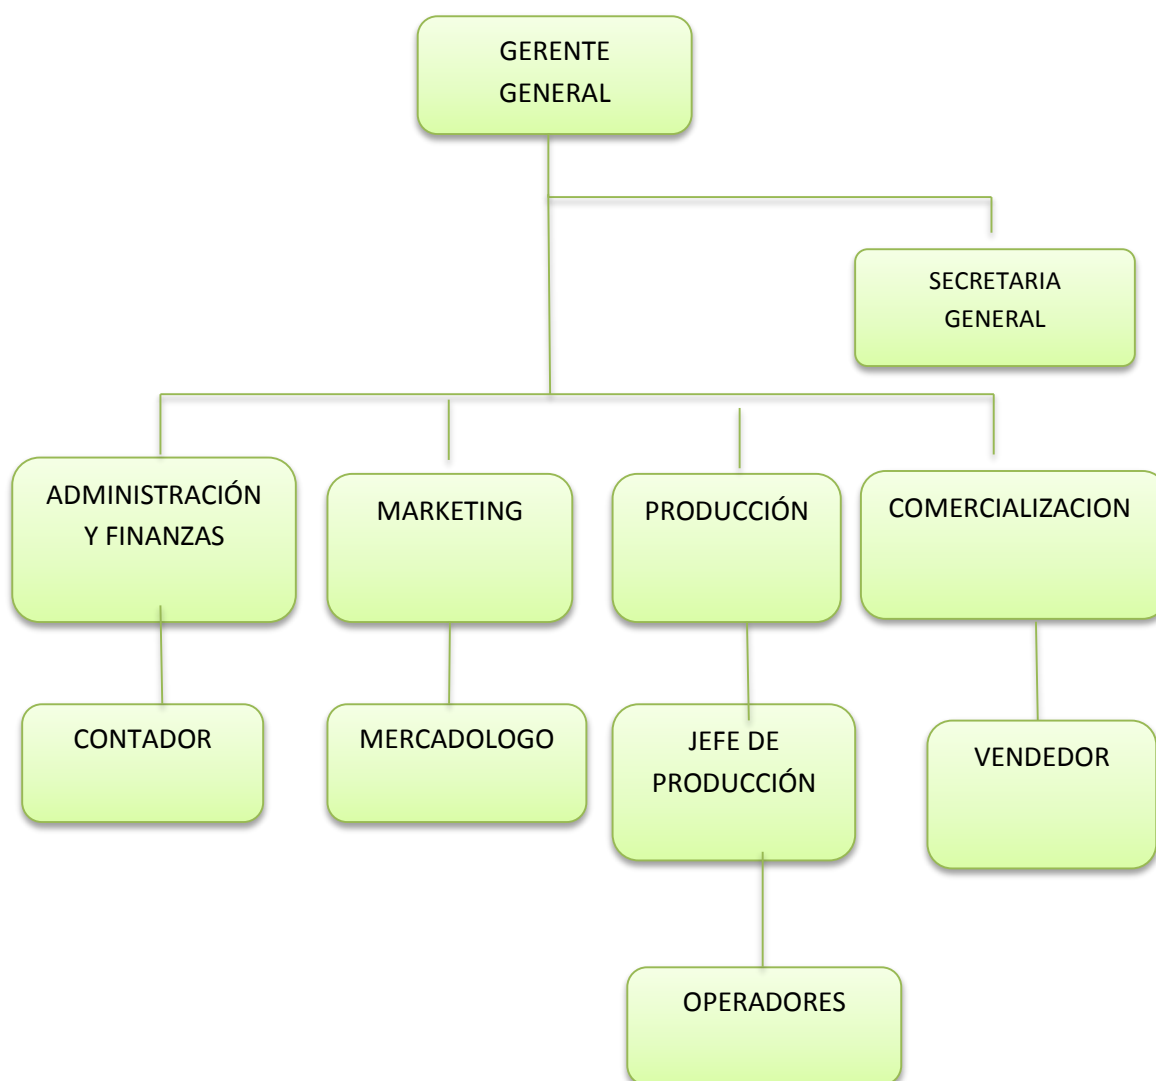 GERENTE
GENERAL
SECRETARIA
GENERAL
ADMINISTRACIÓN
Y FINANZAS
MARKETING
PRODUCCIÓN
COMERCIALIZACION
CONTADOR
MERCADOLOGO
JEFE DE
PRODUCCIÓN
VENDEDOR
OPERADORES